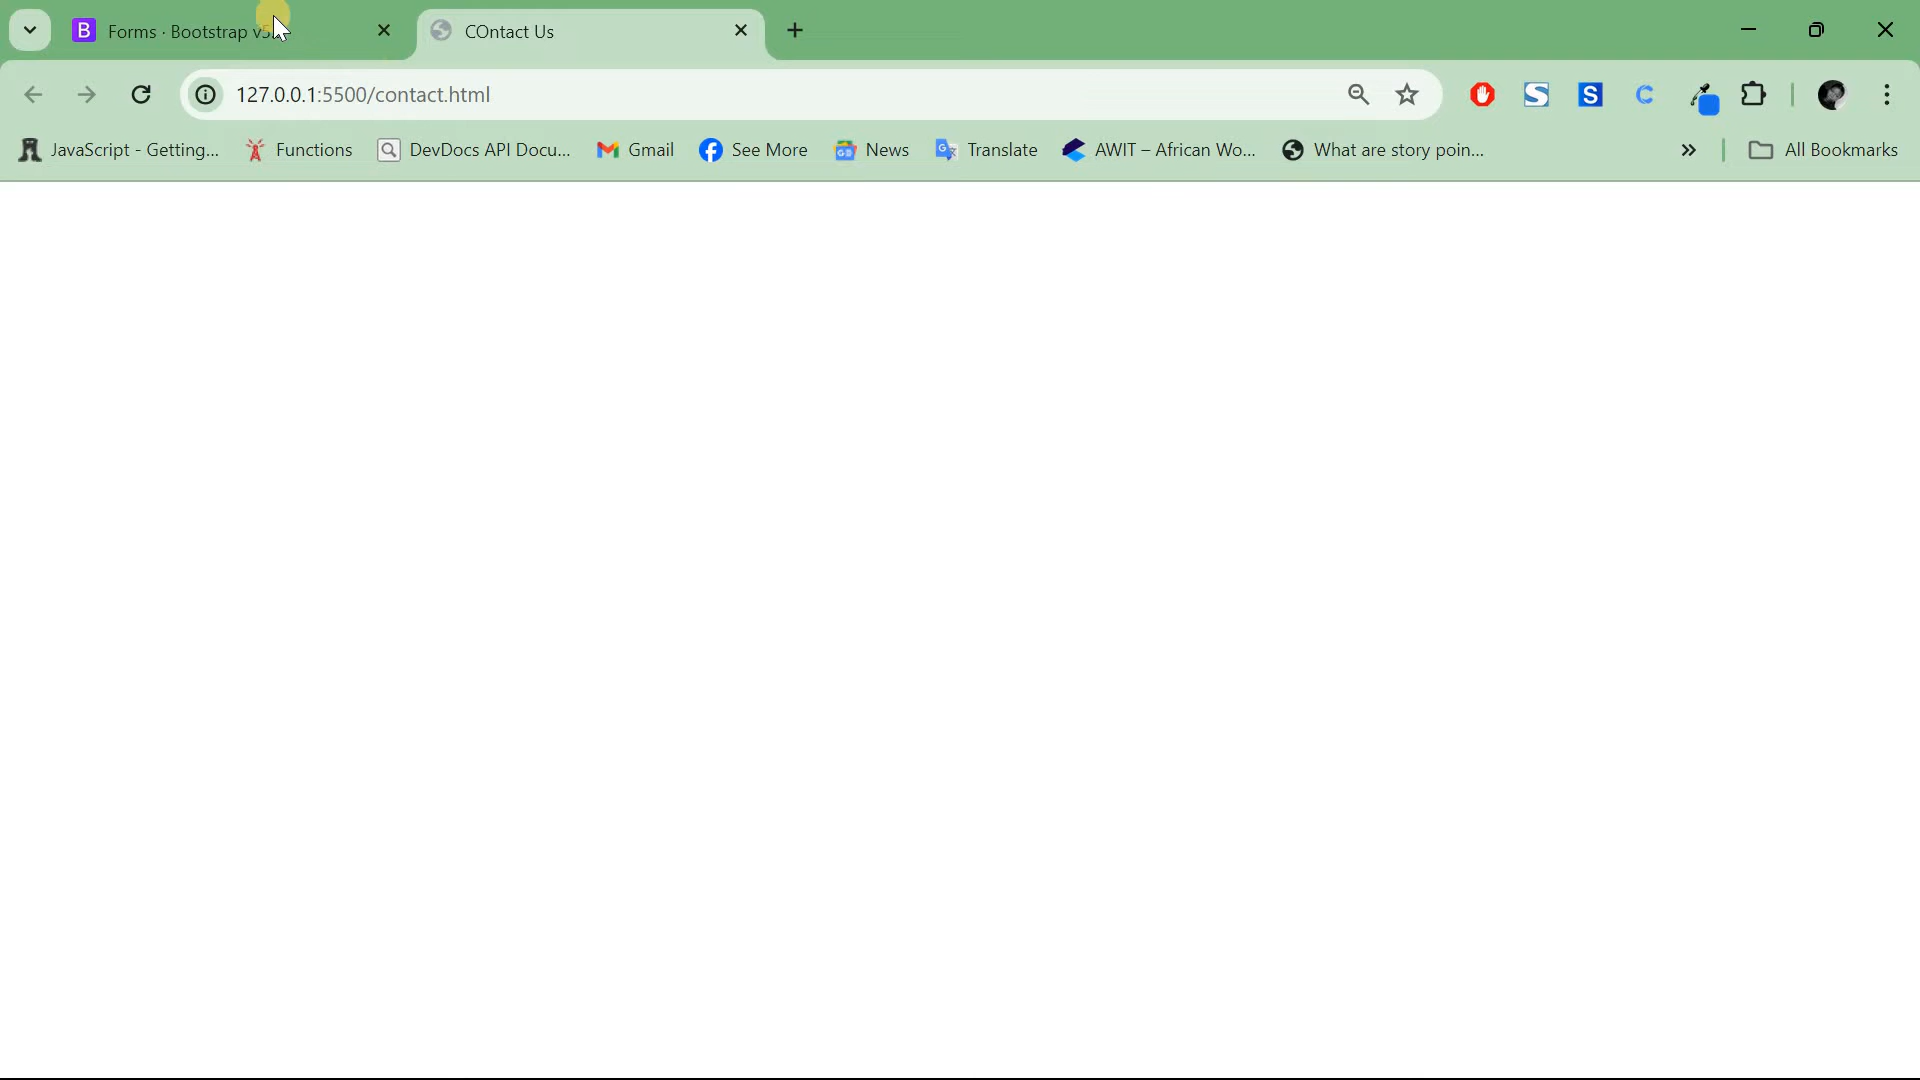 B Forms · Bootstrap v5
COntact Us
127.0.0.1:5500/contact.html
S S C
JavaScript - Getting...
Functions
DevDocs API Docu...
Gmail
See More
News
Translate
AWIT – African Wo...
What are story poin...
All Bookmarks